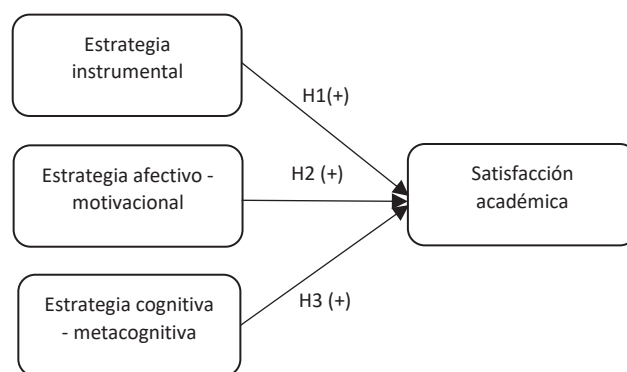 Estrategia
instrumental
H1(+)
Estrategia afectivo -
motivacional
H2 (+)
Satisfacción
académica
Estrategia cognitiva
- metacognitiva
H3 (+)